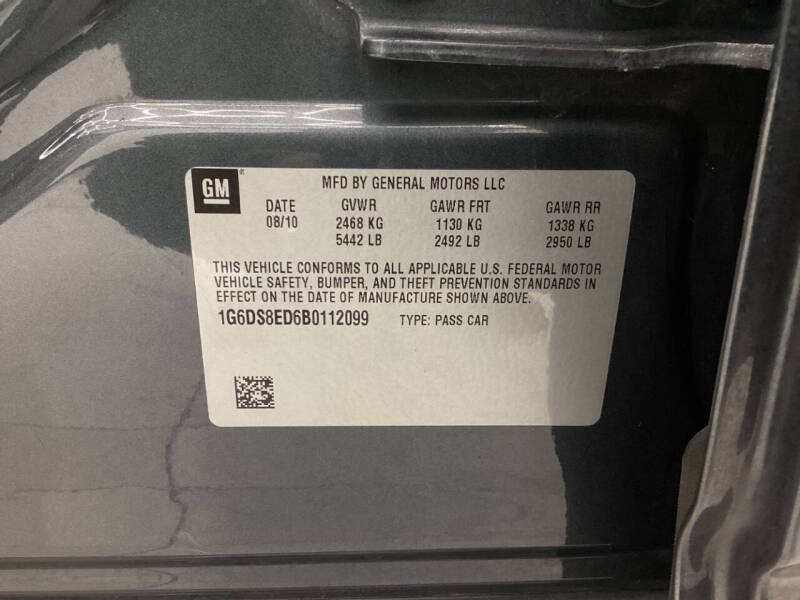 GM
MFD BY GENERAL MOTORS LLC
DATE GVWR GAWR FRT GAWR RR
08/10 2468 KG 1130 KG 1338 KG
5442 LB 2492 LB 2950 LB
THIS VEHICLE CONFORMS TO ALL APPLICABLE U.S. FEDERAL MOTOR
VEHICLE SAFETY, BUMPER, AND THEFT PREVENTION STANDARDS IN
EFFECT ON THE DATE OF MANUFACTURE SHOWN ABOVE.
1G6DS8ED6B0112099 TYPE: PASS CAR